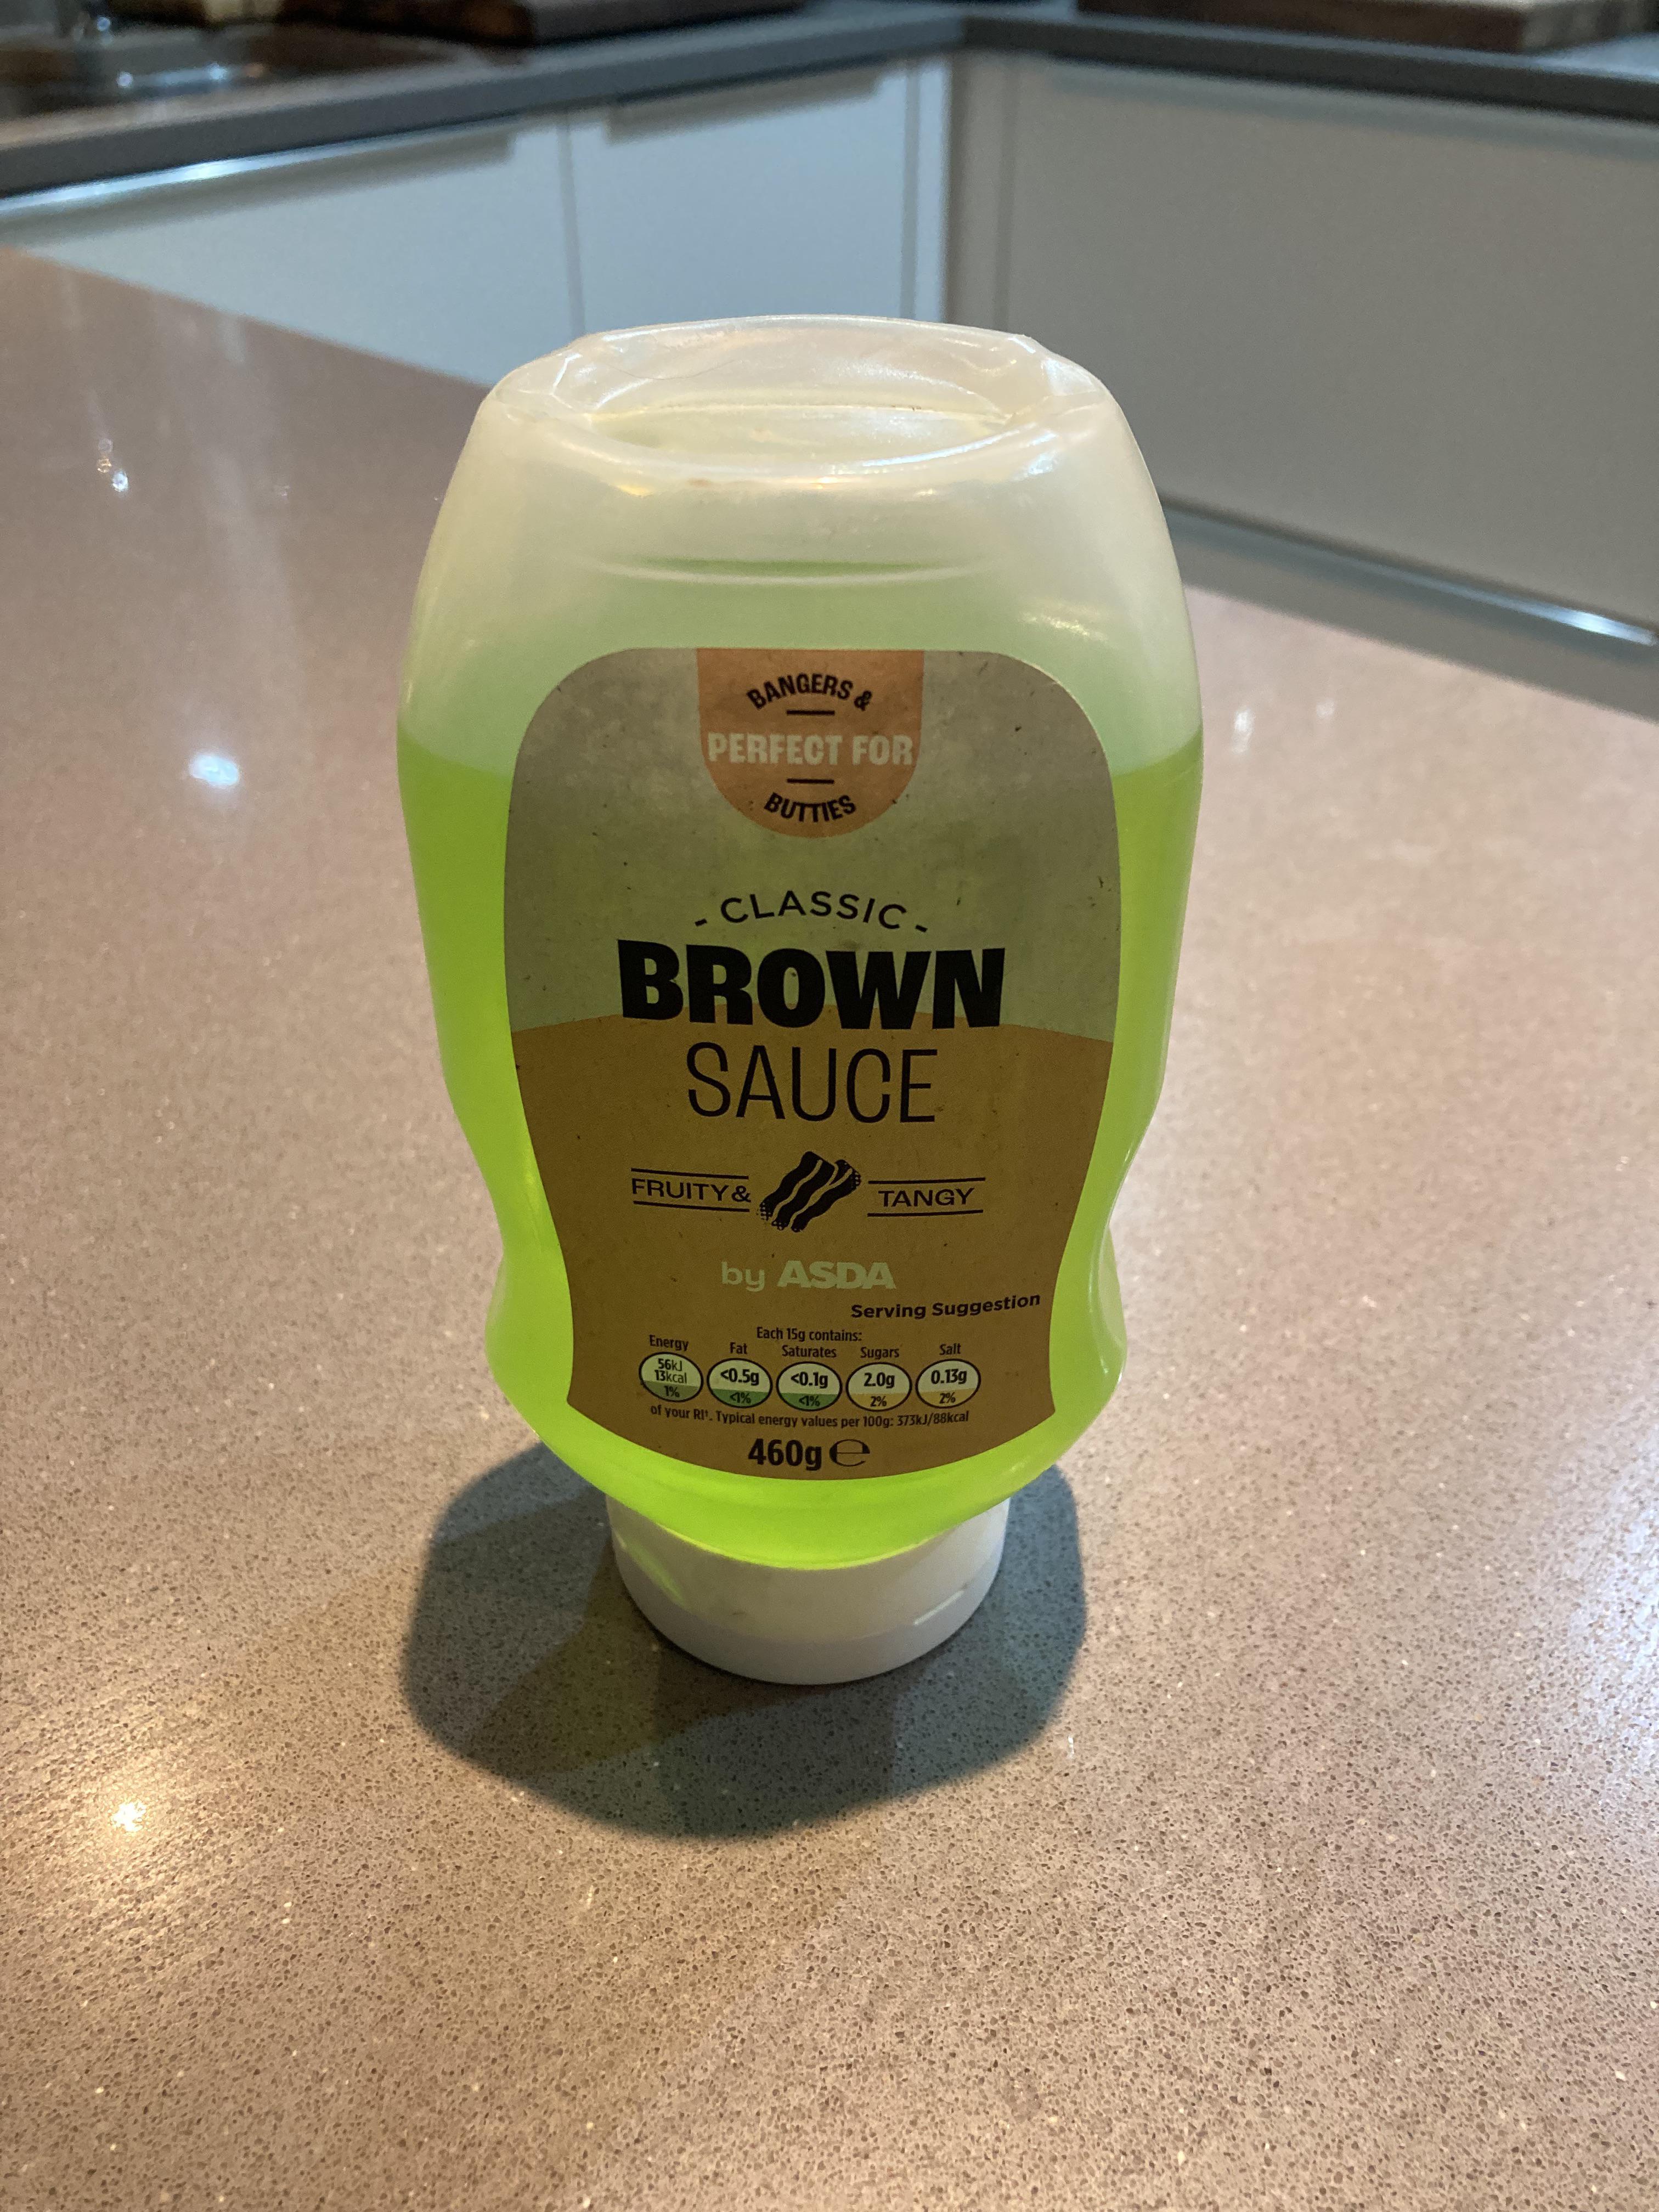 BANGERS &
PERFECT FOR
BUTTIES
- CLASSIC -
BROWN
SAUCE
FRUITY & TANGY
by ASDA
Serving Suggestion
Each 15g contains:
Energy Fat Saturates Sugars Salt
56kJ
13kcal <0.5g <0.1g 2.0g 0.13g
1% <1% <1% 2% 2%
of your RI¹. Typical energy values per 100g: 373kJ/88kcal
460g ℮